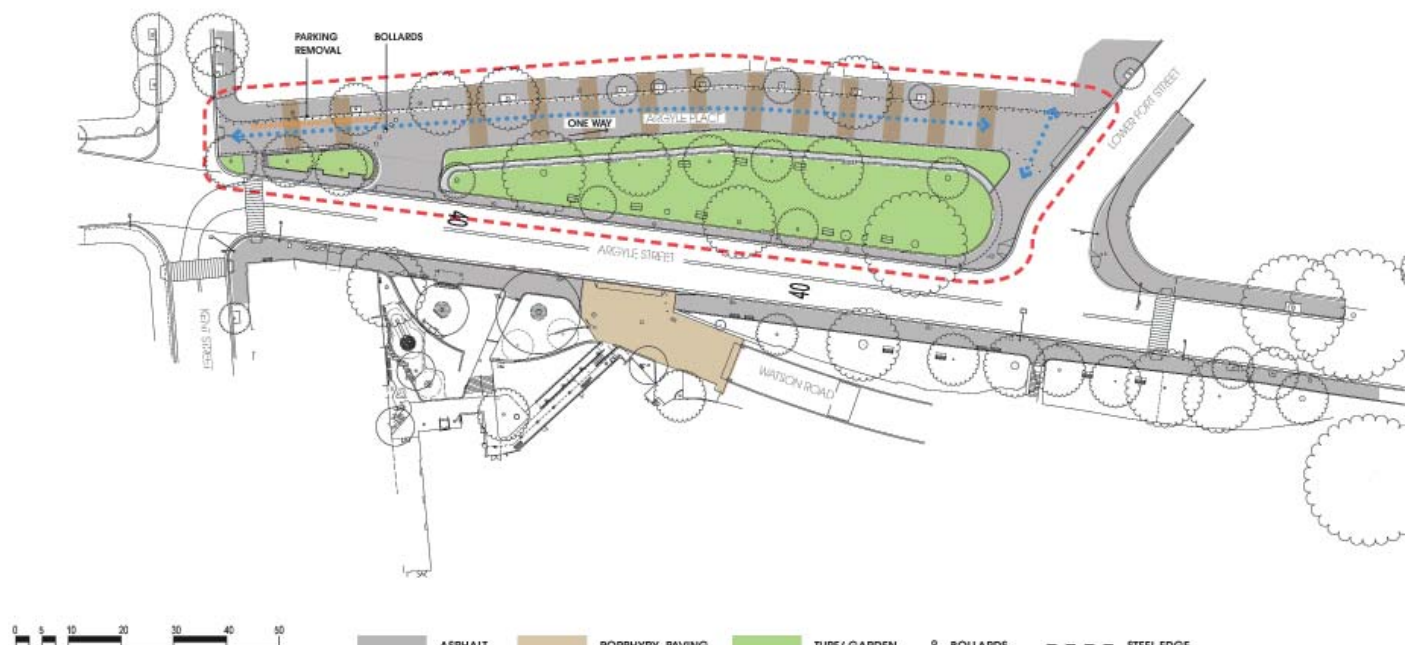 PARKING
REMOVAL
BOLLARDS
ONE WAY
ARGYLE PLACE
LOWER FORT STREET
40
ARGYLE STREET
40
KENT STREET
WATSON ROAD
0 5 10 20 30 40 50
ASPHALT
PORPHYRY PAVING
TURF/ GARDEN
BOLLARDS
STEEL EDGE